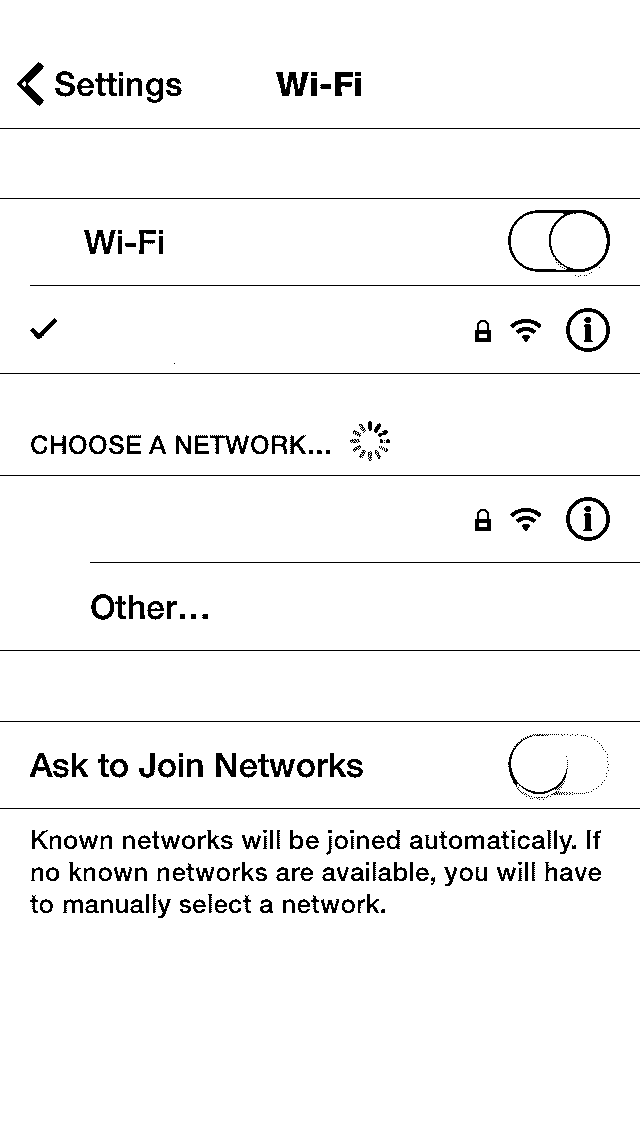 Settings
Wi-Fi
Wi-Fi
CHOOSE A NETWORK...
Other...
Ask to Join Networks
Known networks will be joined automatically. If
no known networks are available, you will have
to manually select a network.